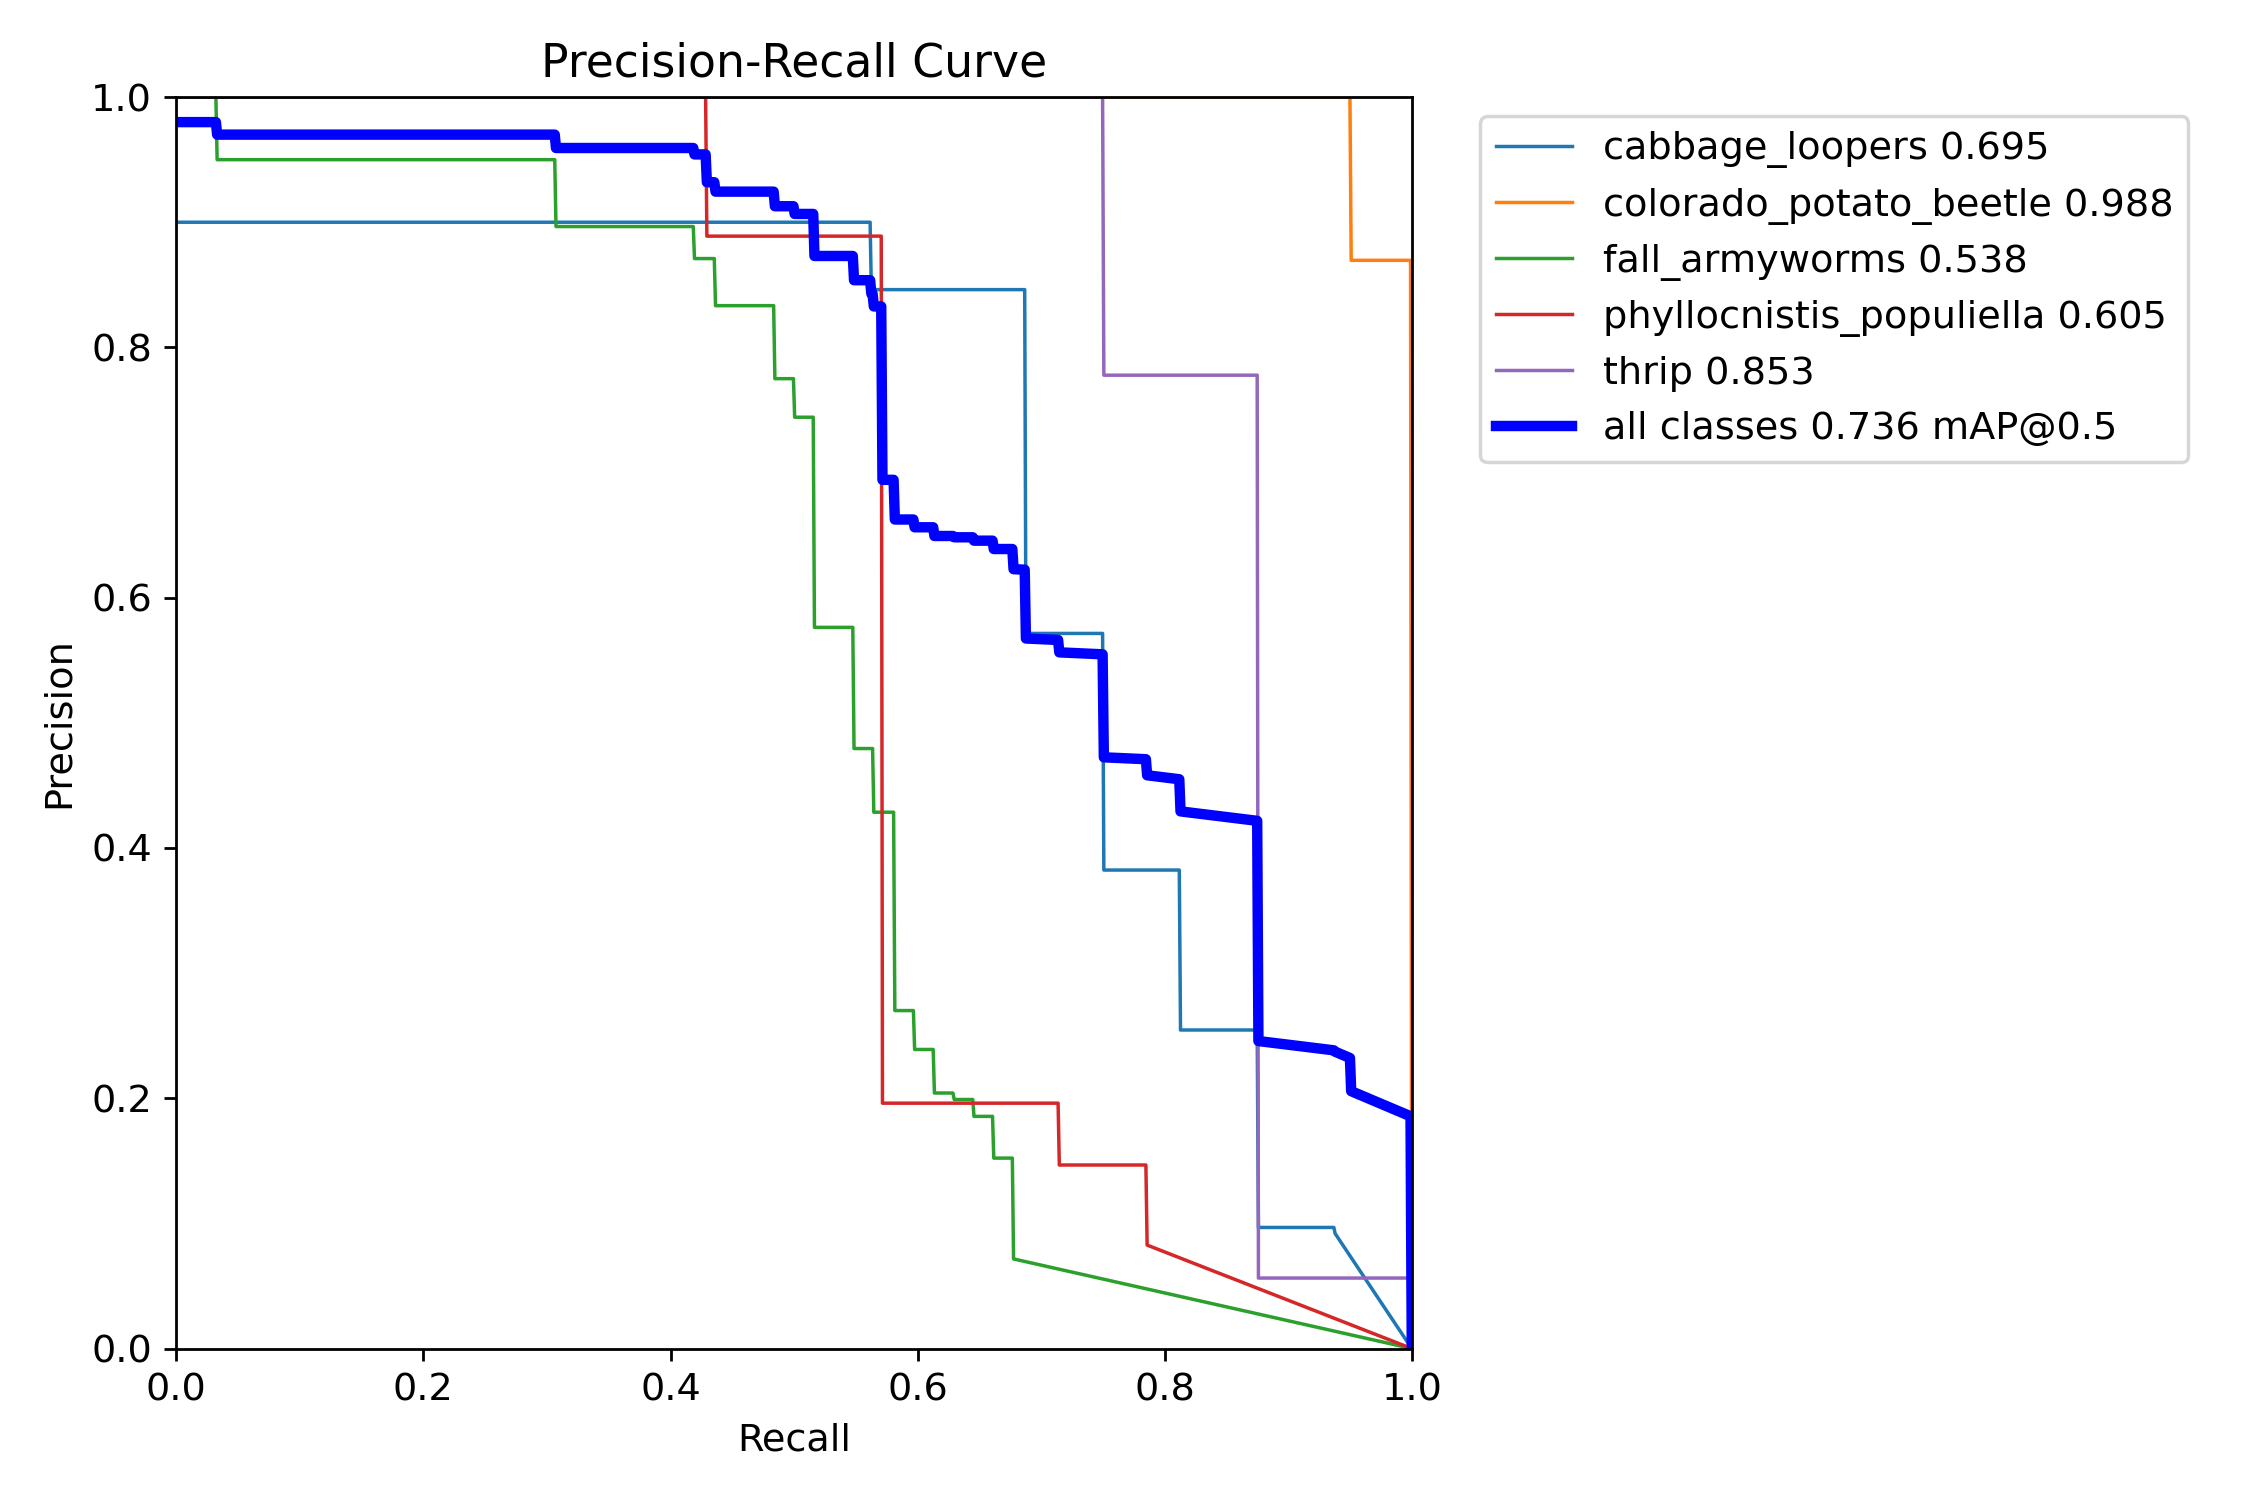 Precision-Recall Curve
1.0
0.8
0.6
0.4
0.2
0.0
Precision
0.0 0.2 0.4 0.6 0.8 1.0
Recall
cabbage_loopers 0.695
colorado_potato_beetle 0.988
fall_armyworms 0.538
phyllocnistis_populiella 0.605
thrip 0.853
all classes 0.736 mAP@0.5